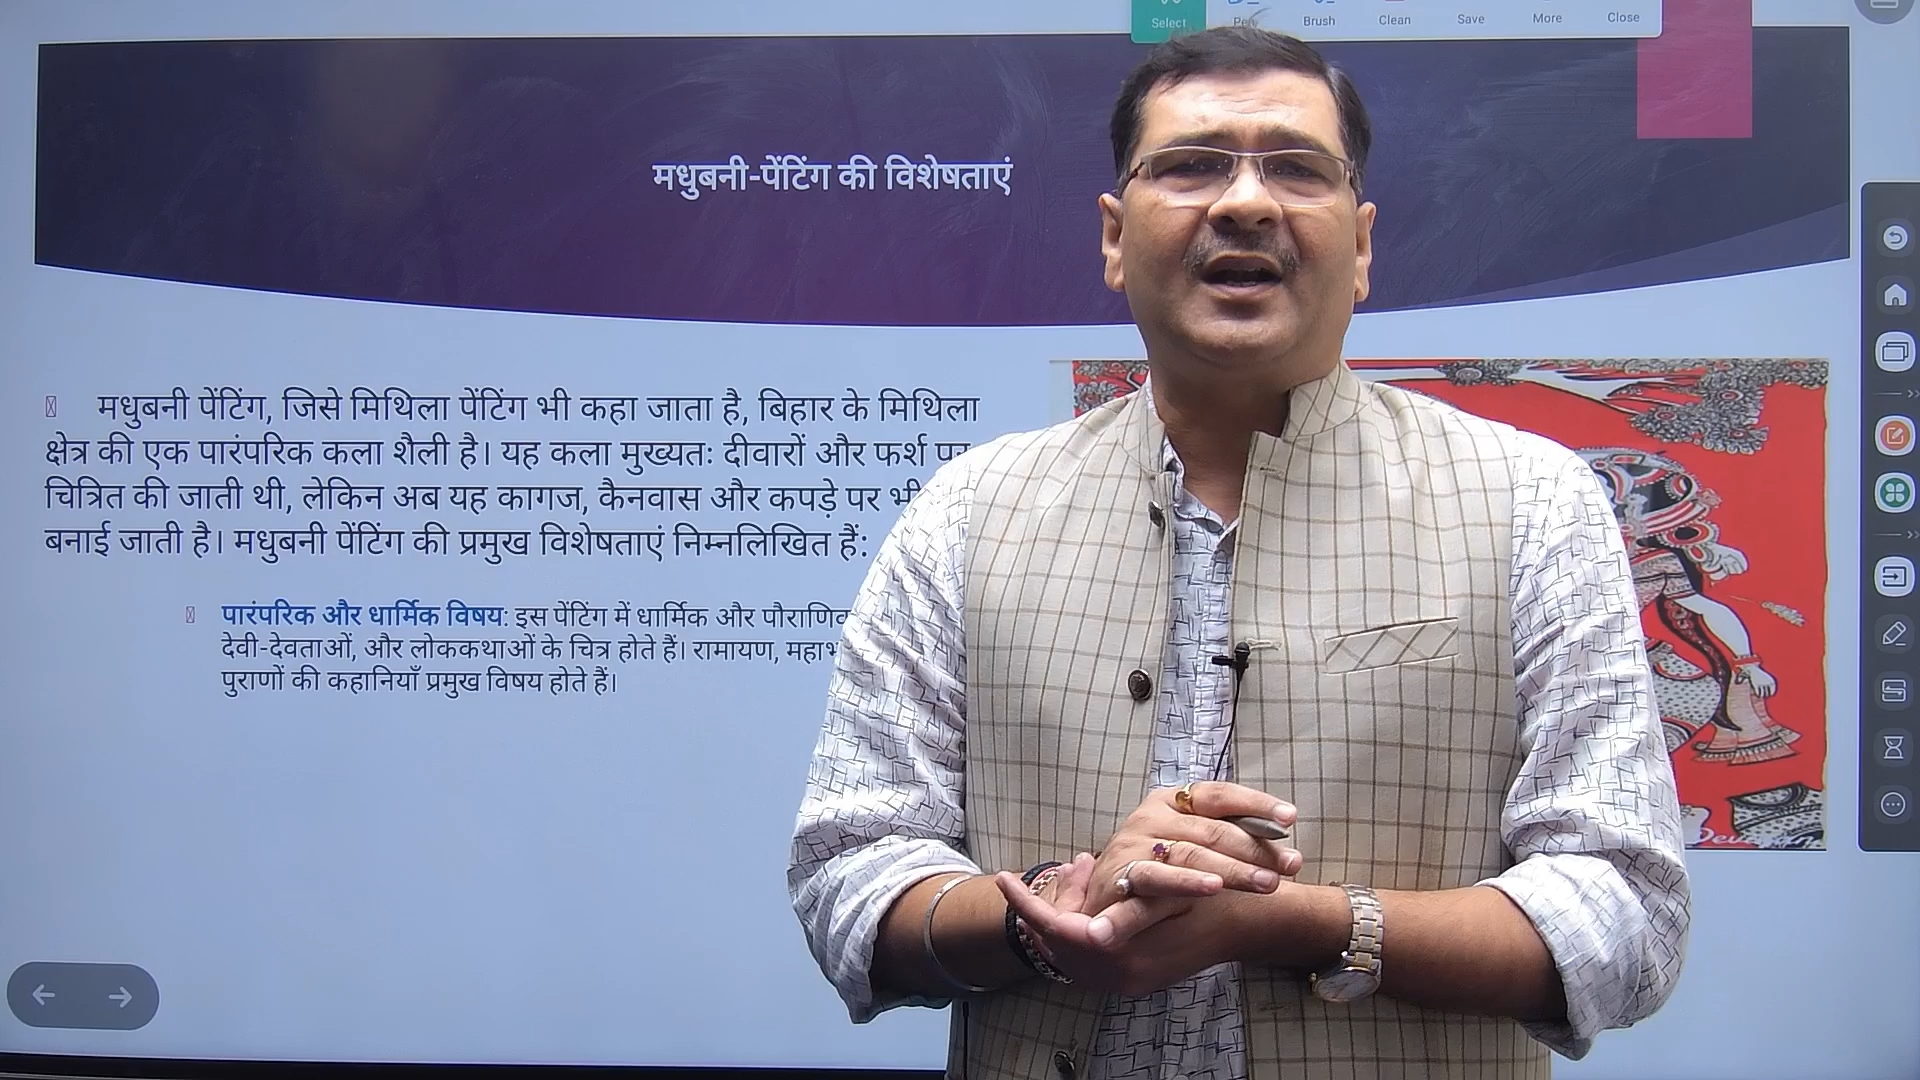 Select Pen Brush Clean Save More Close
मधुबनी-पेंटिंग की विशेषताएं
मधुबनी पेंटिंग, जिसे मिथिला पेंटिंग भी कहा जाता है, बिहार के मिथिला
क्षेत्र की एक पारंपरिक कला शैली है। यह कला मुख्यतः दीवारों और फर्श पर
चित्रित की जाती थी, लेकिन अब यह कागज, कैनवास और कपड़े पर भी
बनाई जाती है। मधुबनी पेंटिंग की प्रमुख विशेषताएं निम्नलिखित हैं:
पारंपरिक और धार्मिक विषय: इस पेंटिंग में धार्मिक और
देवी-देवताओं, और लोककथाओं के चित्र होते हैं। रामायण,
पुराणों की कहानियाँ प्रमुख विषय होते हैं।